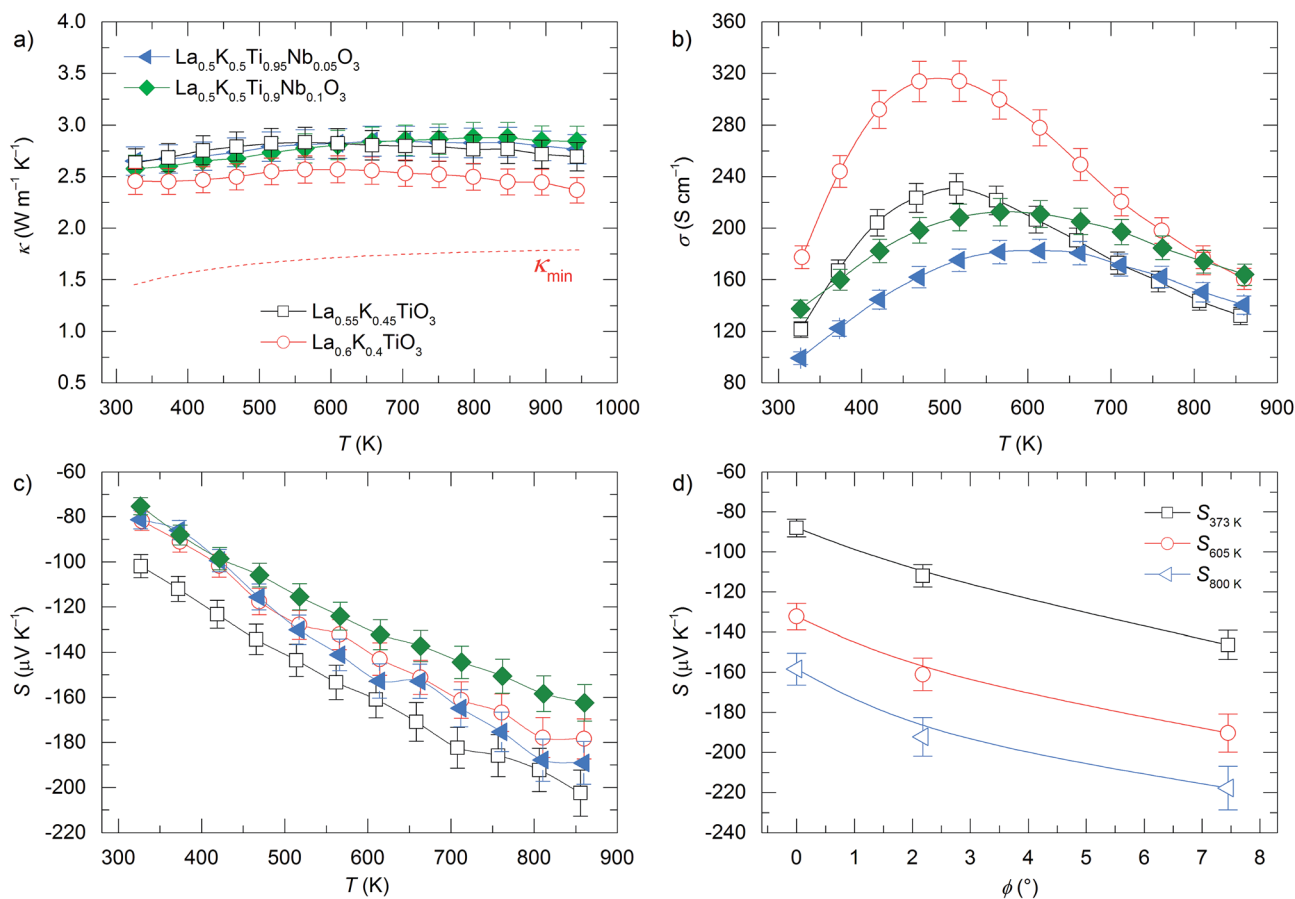 a)
La0.5K0.5Ti0.95Nb0.05O3
La0.5K0.5Ti0.9Nb0.1O3
κmin
La0.55K0.45TiO3
La0.6K0.4TiO3
4.0
3.5
3.0
2.5
2.0
1.5
1.0
0.5
κ (W m⁻¹ K⁻¹)
300 400 500 600 700 800 900 1000
T (K)
b)
360
320
280
240
200
160
120
80
σ (S cm⁻¹)
300 400 500 600 700 800 900
T (K)
c)
-60
-80
-100
-120
-140
-160
-180
-200
-220
S (µV K⁻¹)
300 400 500 600 700 800 900
T (K)
d)
S373 K
S605 K
S800 K
-60
-80
-100
-120
-140
-160
-180
-200
-220
-240
S (µV K⁻¹)
0 1 2 3 4 5 6 7 8
ϕ (°)